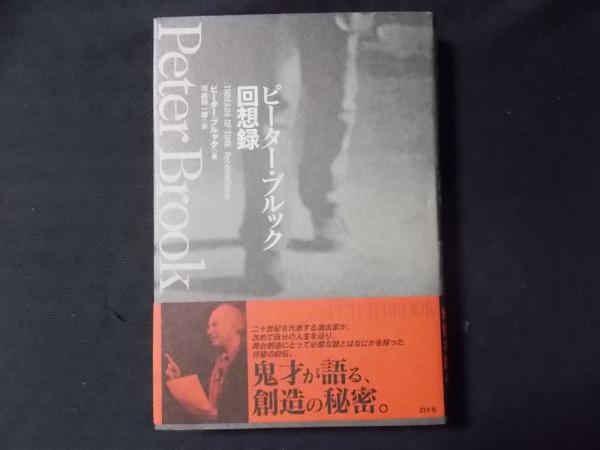 Peter Brook
ピーター・ブルック
回想録
THREADS OF TIME Recollections
ピーター・ブルック=著
河合祥一郎=訳
PETER BROOK
二十世紀を代表する演出家が、
改めて自分の人生を辿り、
舞台創造にとって必要な謎とはなにかを探った
待望の自伝。
鬼才が語る、
創造の秘密。
白水社